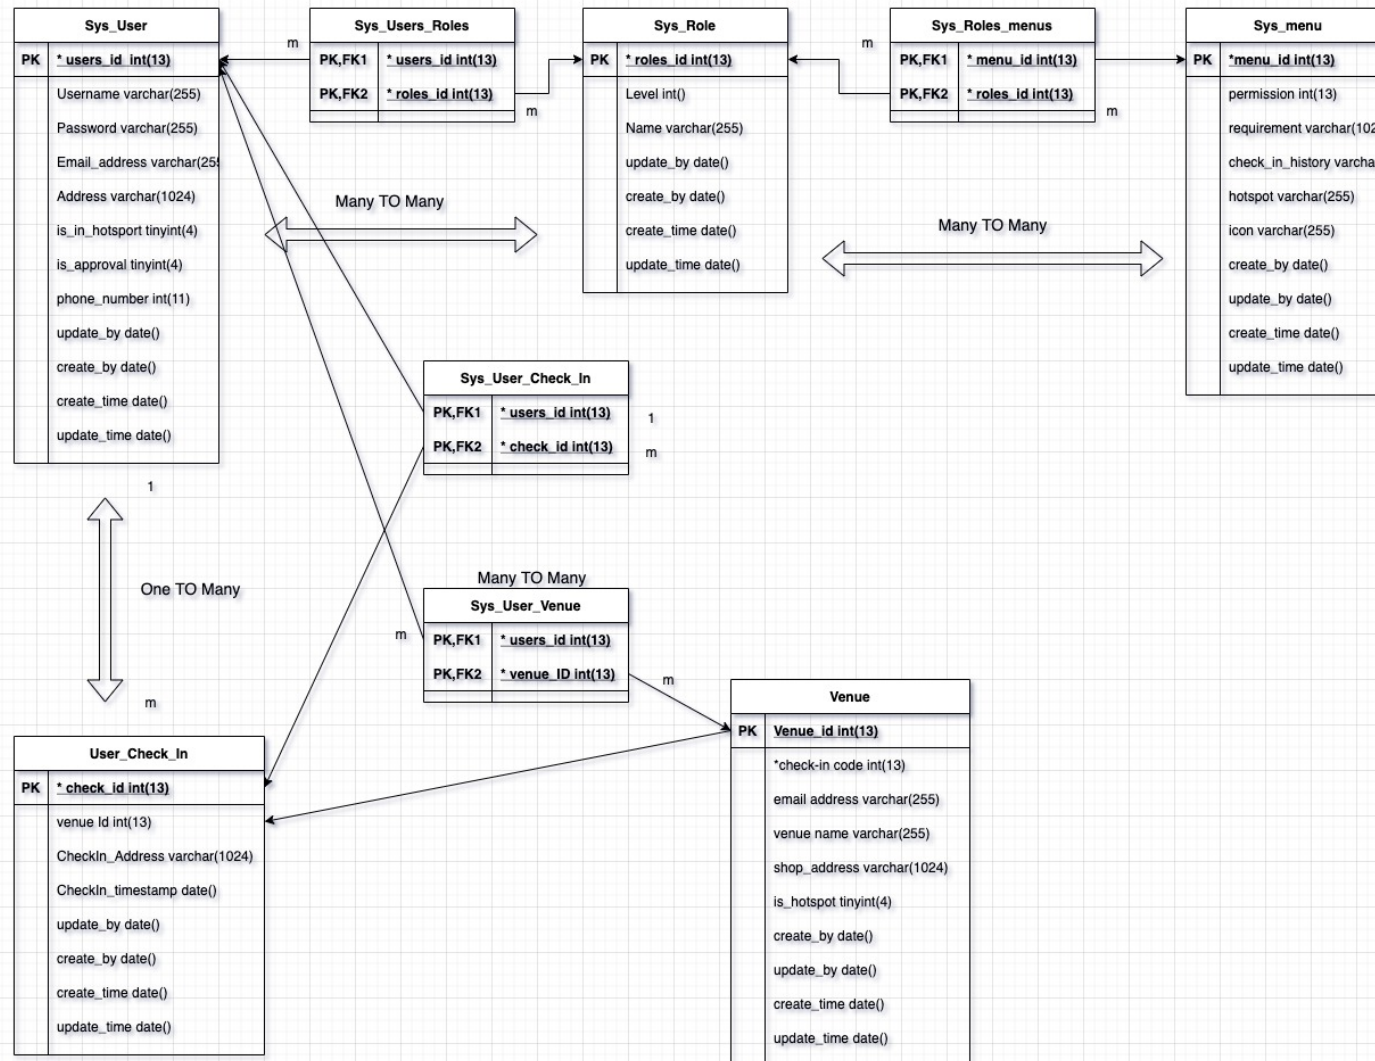 Sys_User
PK * users_id int(13)
Username varchar(255)
Password varchar(255)
Email_address varchar(255
Address varchar(1024)
is_in_hotsport tinyint(4)
is_approval tinyint(4)
phone_number int(11)
update_by date()
create_by date()
create_time date()
update_time date()
m
Sys_Users_Roles
PK,FK1 * users_id int(13)
PK,FK2 * roles_id int(13)
m
Many TO Many
Sys_Role
PK * roles_id int(13)
Level int()
Name varchar(255)
update_by date()
create_by date()
create_time date()
update_time date()
m
Sys_Roles_menus
PK,FK1 * menu_id int(13)
PK,FK2 * roles_id int(13)
m
Many TO Many
Sys_menu
PK *menu_id int(13)
permission int(13)
requirement varchar(102
check_in_history varcha
hotspot varchar(255)
icon varchar(255)
create_by date()
update_by date()
create_time date()
update_time date()
Sys_User_Check_In
PK,FK1 * users_id int(13)
PK,FK2 * check_id int(13)
1
m
1
One TO Many
m
Many TO Many
Sys_User_Venue
m
PK,FK1 * users_id int(13)
PK,FK2 * venue_ID int(13)
m
User_Check_In
PK * check_id int(13)
venue Id int(13)
CheckIn_Address varchar(1024)
CheckIn_timestamp date()
update_by date()
create_by date()
create_time date()
update_time date()
Venue
PK Venue_id int(13)
*check-in code int(13)
email address varchar(255)
venue name varchar(255)
shop_address varchar(1024)
is_hotspot tinyint(4)
create_by date()
update_by date()
create_time date()
update_time date()